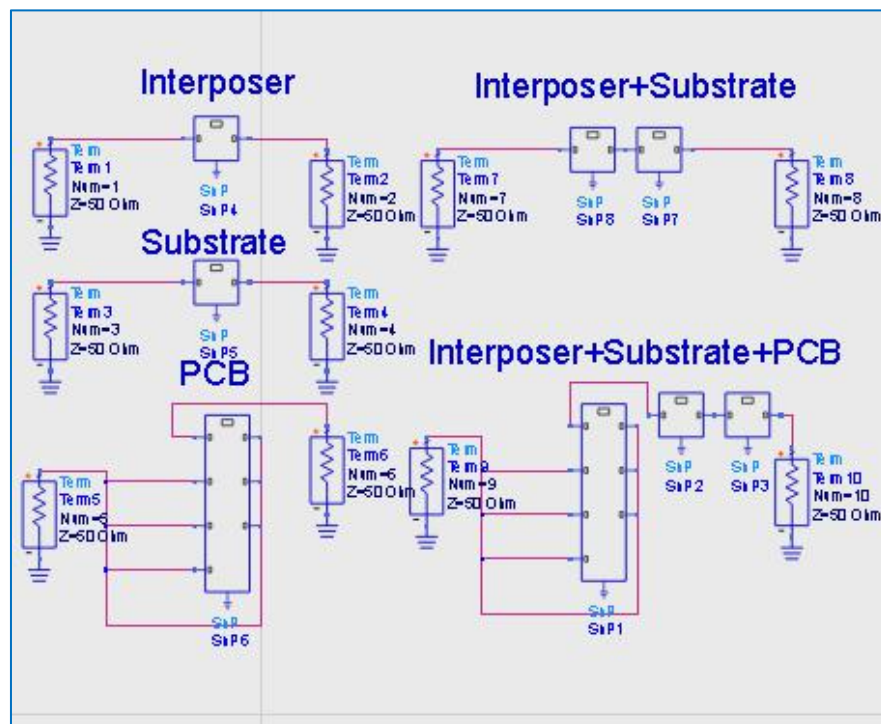 Interposer
Term
Term1
Num=1
Z=50 Ohm
SnP
SnP4
Term
Term2
Num=2
Z=50 Ohm
Interposer+Substrate
Term
Term7
Num=7
Z=50 Ohm
SnP
SnP8
SnP
SnP7
Term
Term8
Num=8
Z=50 Ohm
Substrate
Term
Term3
Num=3
Z=50 Ohm
SnP
SnP5
Term
Term4
Num=4
Z=50 Ohm
PCB
Term
Term5
Num=5
Z=50 Ohm
SnP
SnP6
Term
Term6
Num=6
Z=50 Ohm
Interposer+Substrate+PCB
Term
Term9
Num=9
Z=50 Ohm
SnP
SnP1
SnP
SnP2
SnP
SnP3
Term
Term10
Num=10
Z=50 Ohm